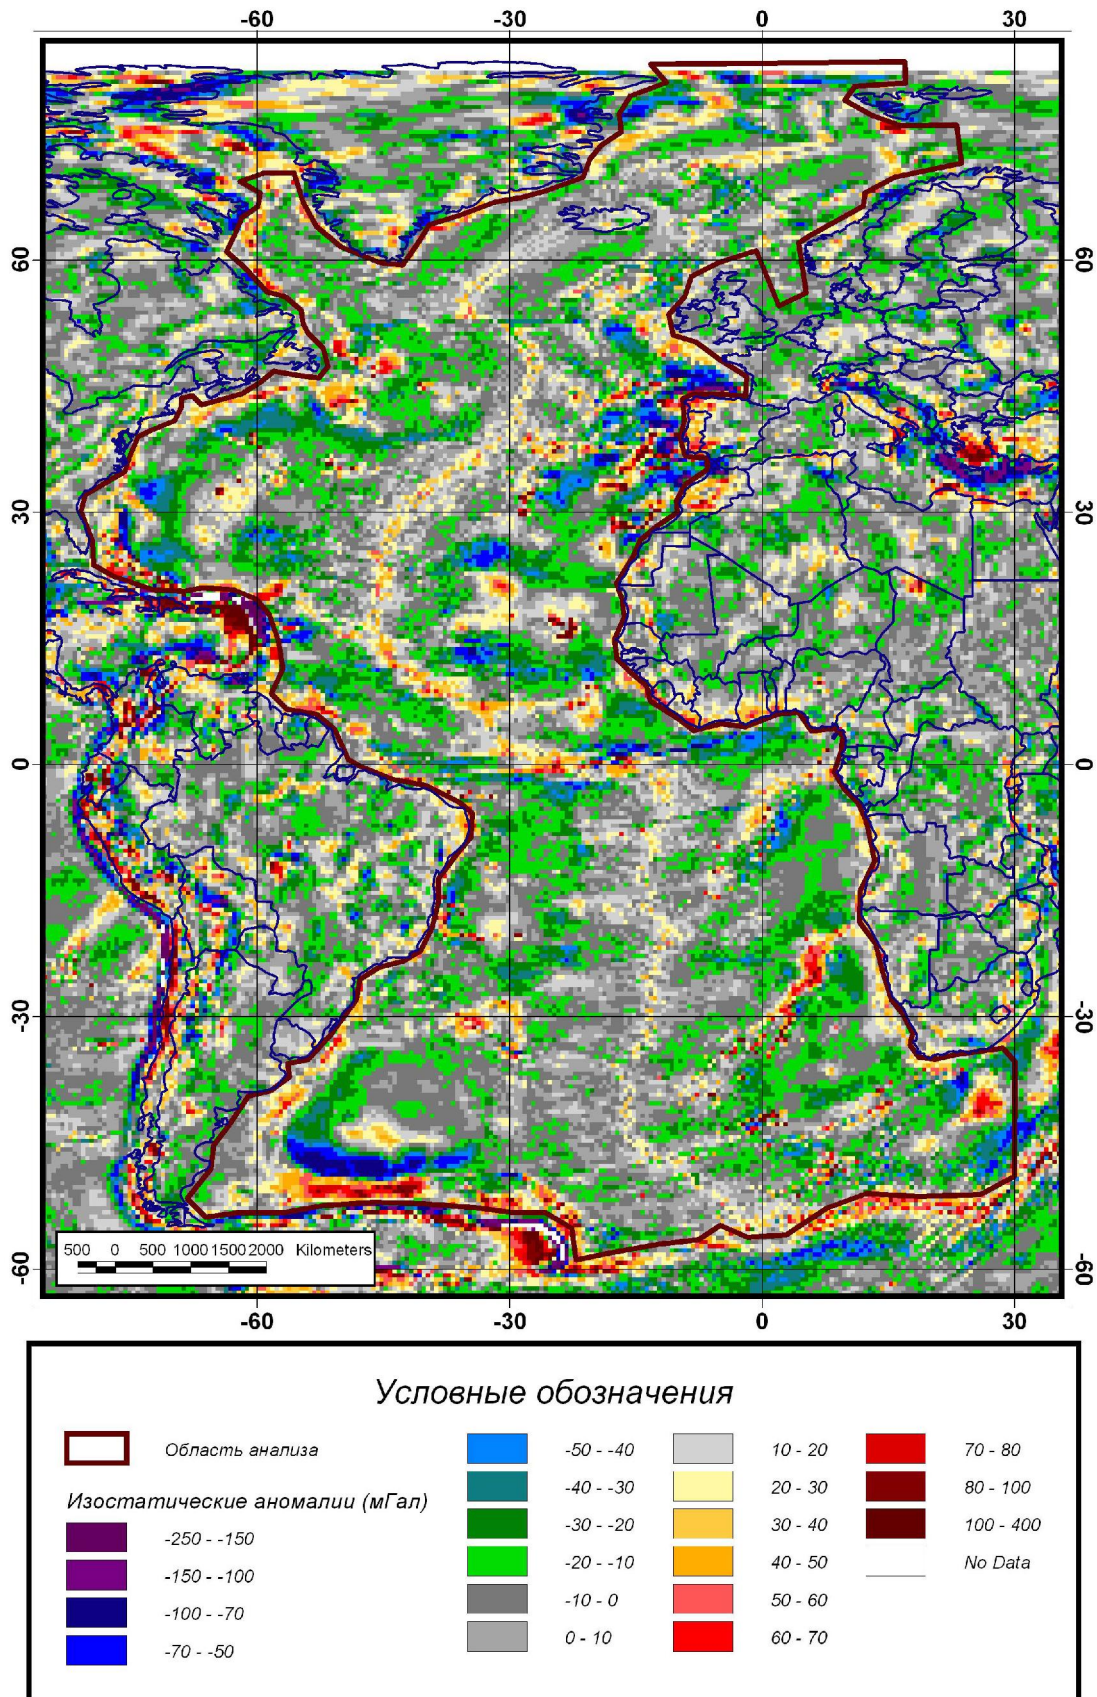 -60 -30 0 30
60 60
30 30
0 0
-30 -30
500 0 500 1000 1500 2000 Kilometers
-60 -60
-60 -30 0 30
Условные обозначения
Область анализа
Изостатические аномалии (мГал)
-250 - -150
-150 - -100
-100 - -70
-70 - -50
-50 - -40
-40 - -30
-30 - -20
-20 - -10
-10 - 0
0 - 10
10 - 20
20 - 30
30 - 40
40 - 50
50 - 60
60 - 70
70 - 80
80 - 100
100 - 400
No Data